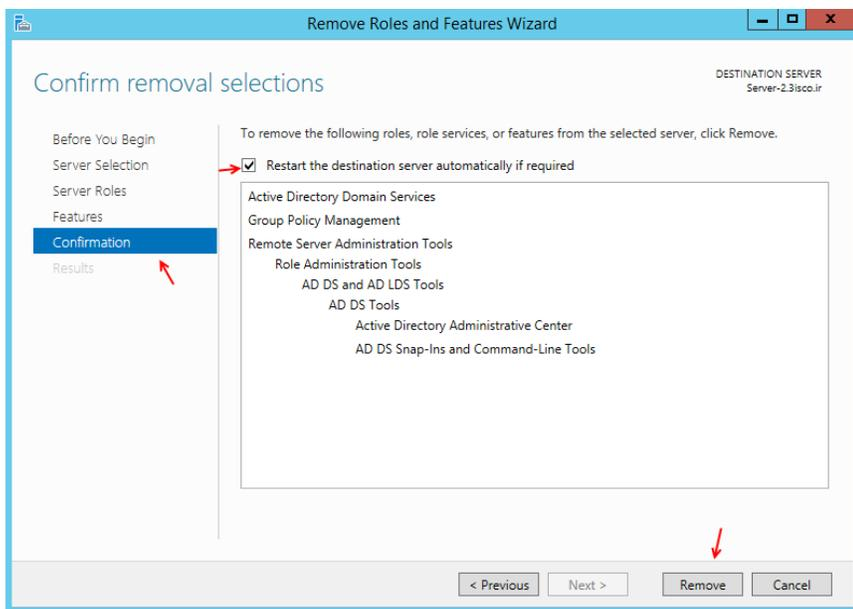 Remove Roles and Features Wizard
Confirm removal selections
DESTINATION SERVER
Server-2.3isco.ir
Before You Begin
Server Selection
Server Roles
Features
Confirmation
Results
To remove the following roles, role services, or features from the selected server, click Remove.
Restart the destination server automatically if required
Active Directory Domain Services
Group Policy Management
Remote Server Administration Tools
Role Administration Tools
AD DS and AD LDS Tools
AD DS Tools
Active Directory Administrative Center
AD DS Snap-Ins and Command-Line Tools
< Previous
Next >
Remove
Cancel